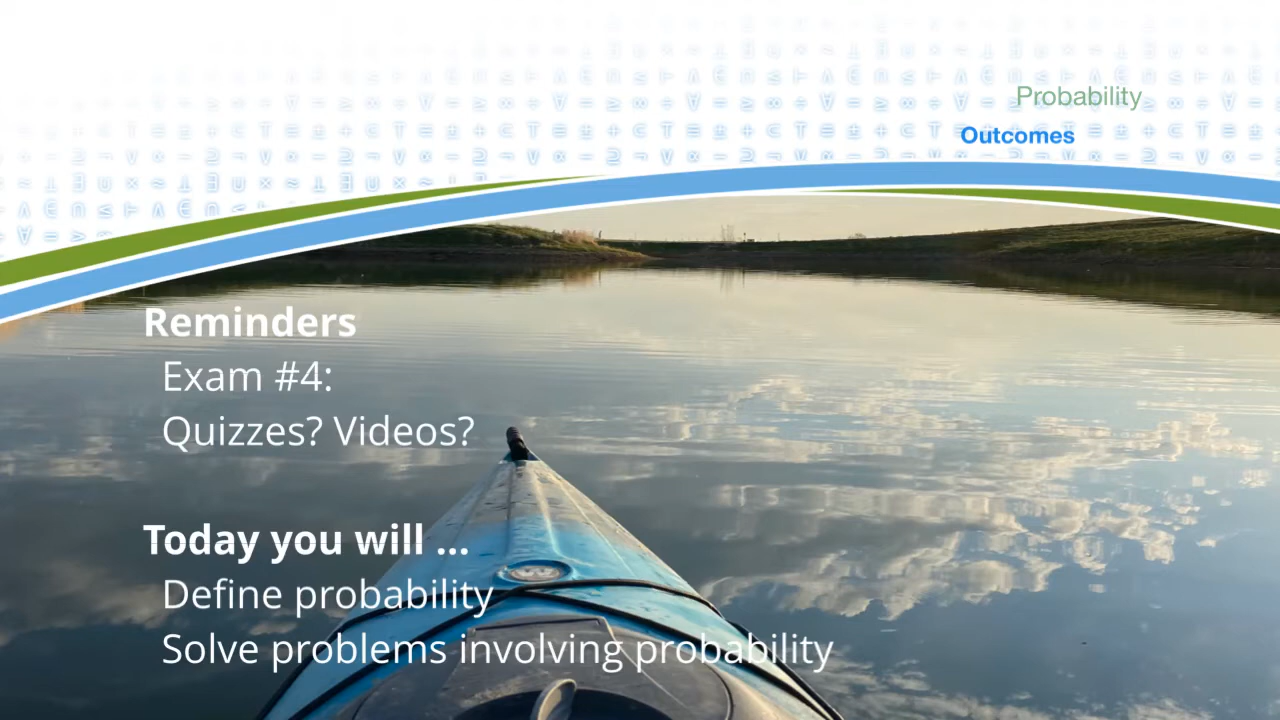 Probability
Outcomes
Reminders
Exam #4:
Quizzes? Videos?
Today you will ...
Define probability
Solve problems involving probability